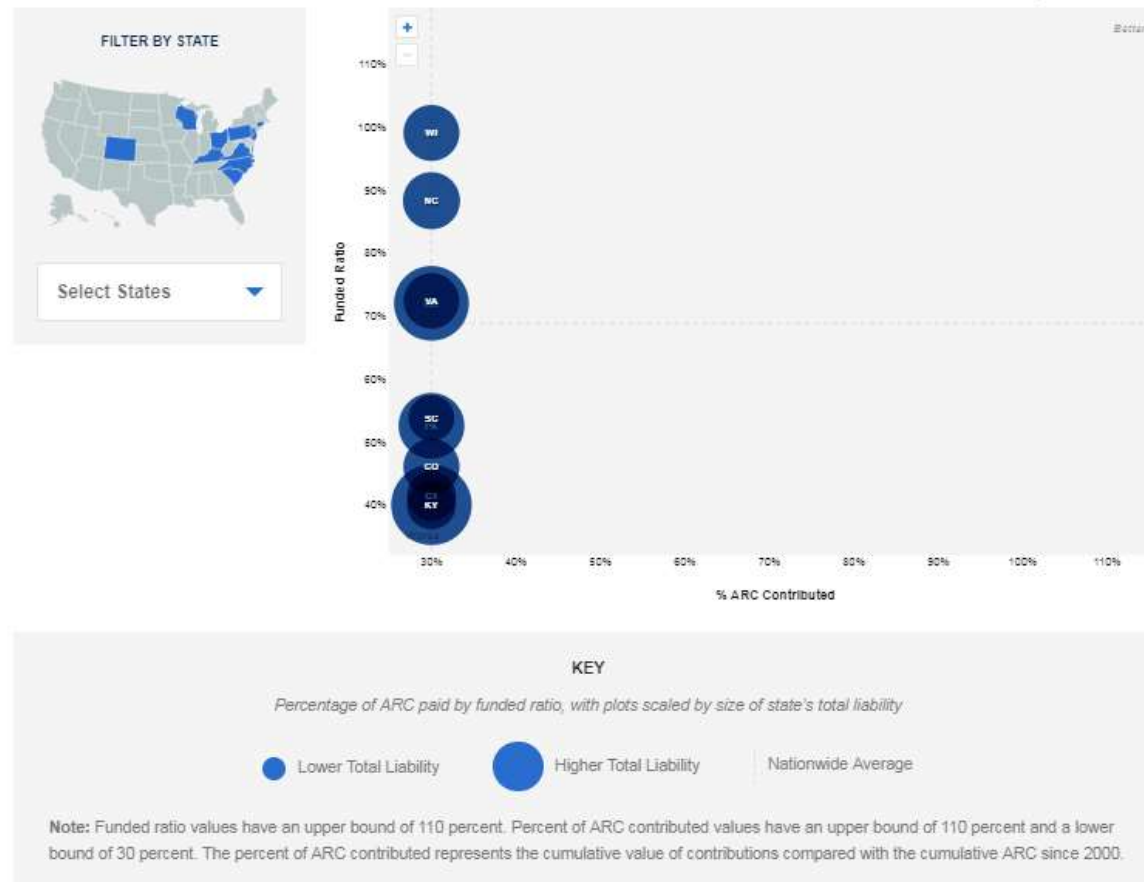 FILTER BY STATE
Select States
+
-
Better
110%
100%
90%
80%
70%
60%
50%
40%
Funded Ratio
WI
NC
VA
SC
PA
CO
CT
KY
30%
40%
50%
60%
70%
80%
90%
100%
110%
% ARC Contributed
KEY
Percentage of ARC paid by funded ratio, with plots scaled by size of state's total liability
Lower Total Liability
Higher Total Liability
Nationwide Average
Note: Funded ratio values have an upper bound of 110 percent. Percent of ARC contributed values have an upper bound of 110 percent and a lower
bound of 30 percent. The percent of ARC contributed represents the cumulative value of contributions compared with the cumulative ARC since 2000.